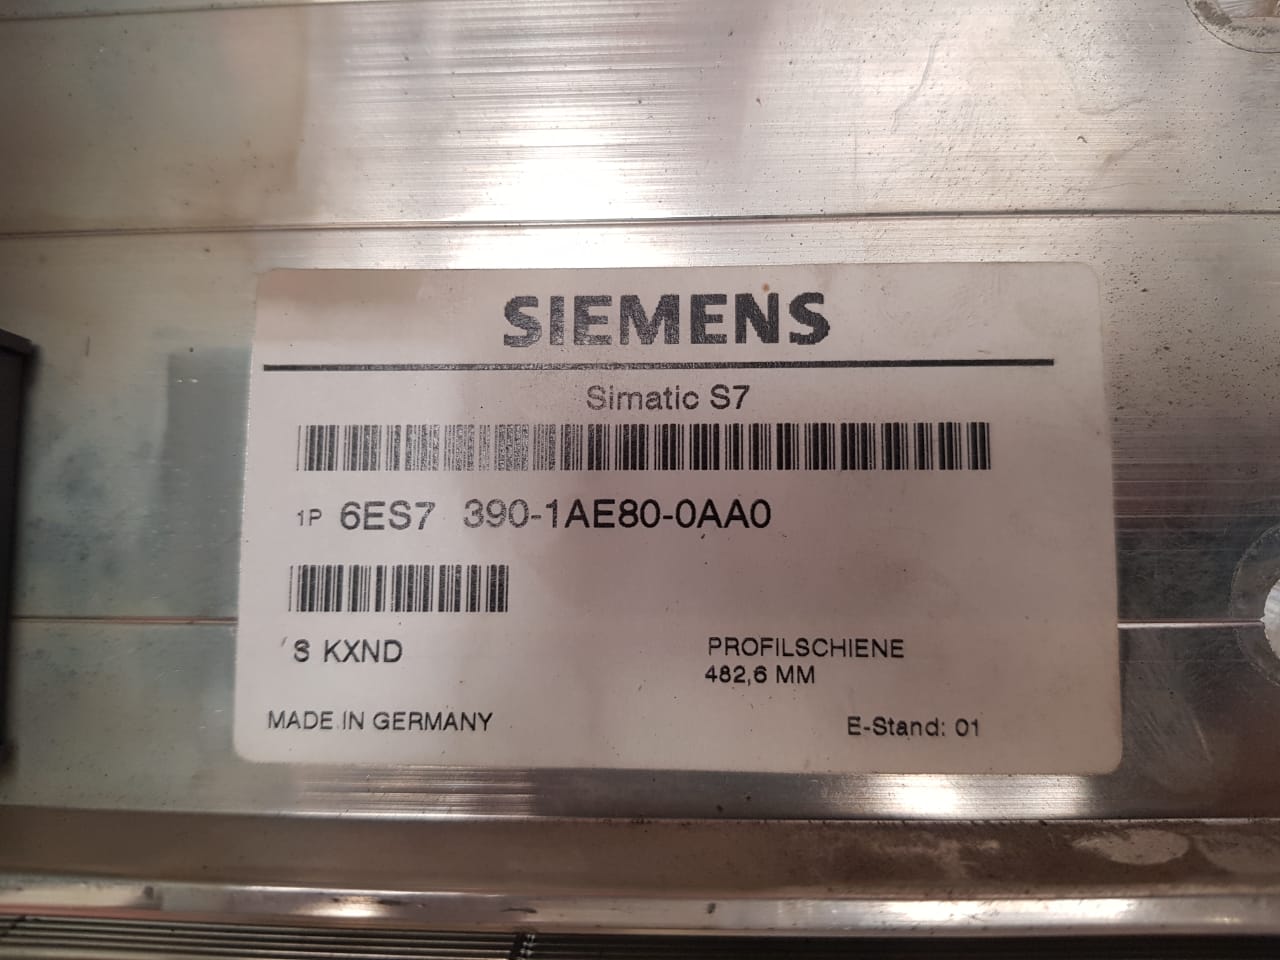 SIEMENS
Simatic S7
1P 6ES7 390-1AE80-0AA0
S KXND
PROFILSCHIENE
482,6 MM
MADE IN GERMANY
E-Stand: 01